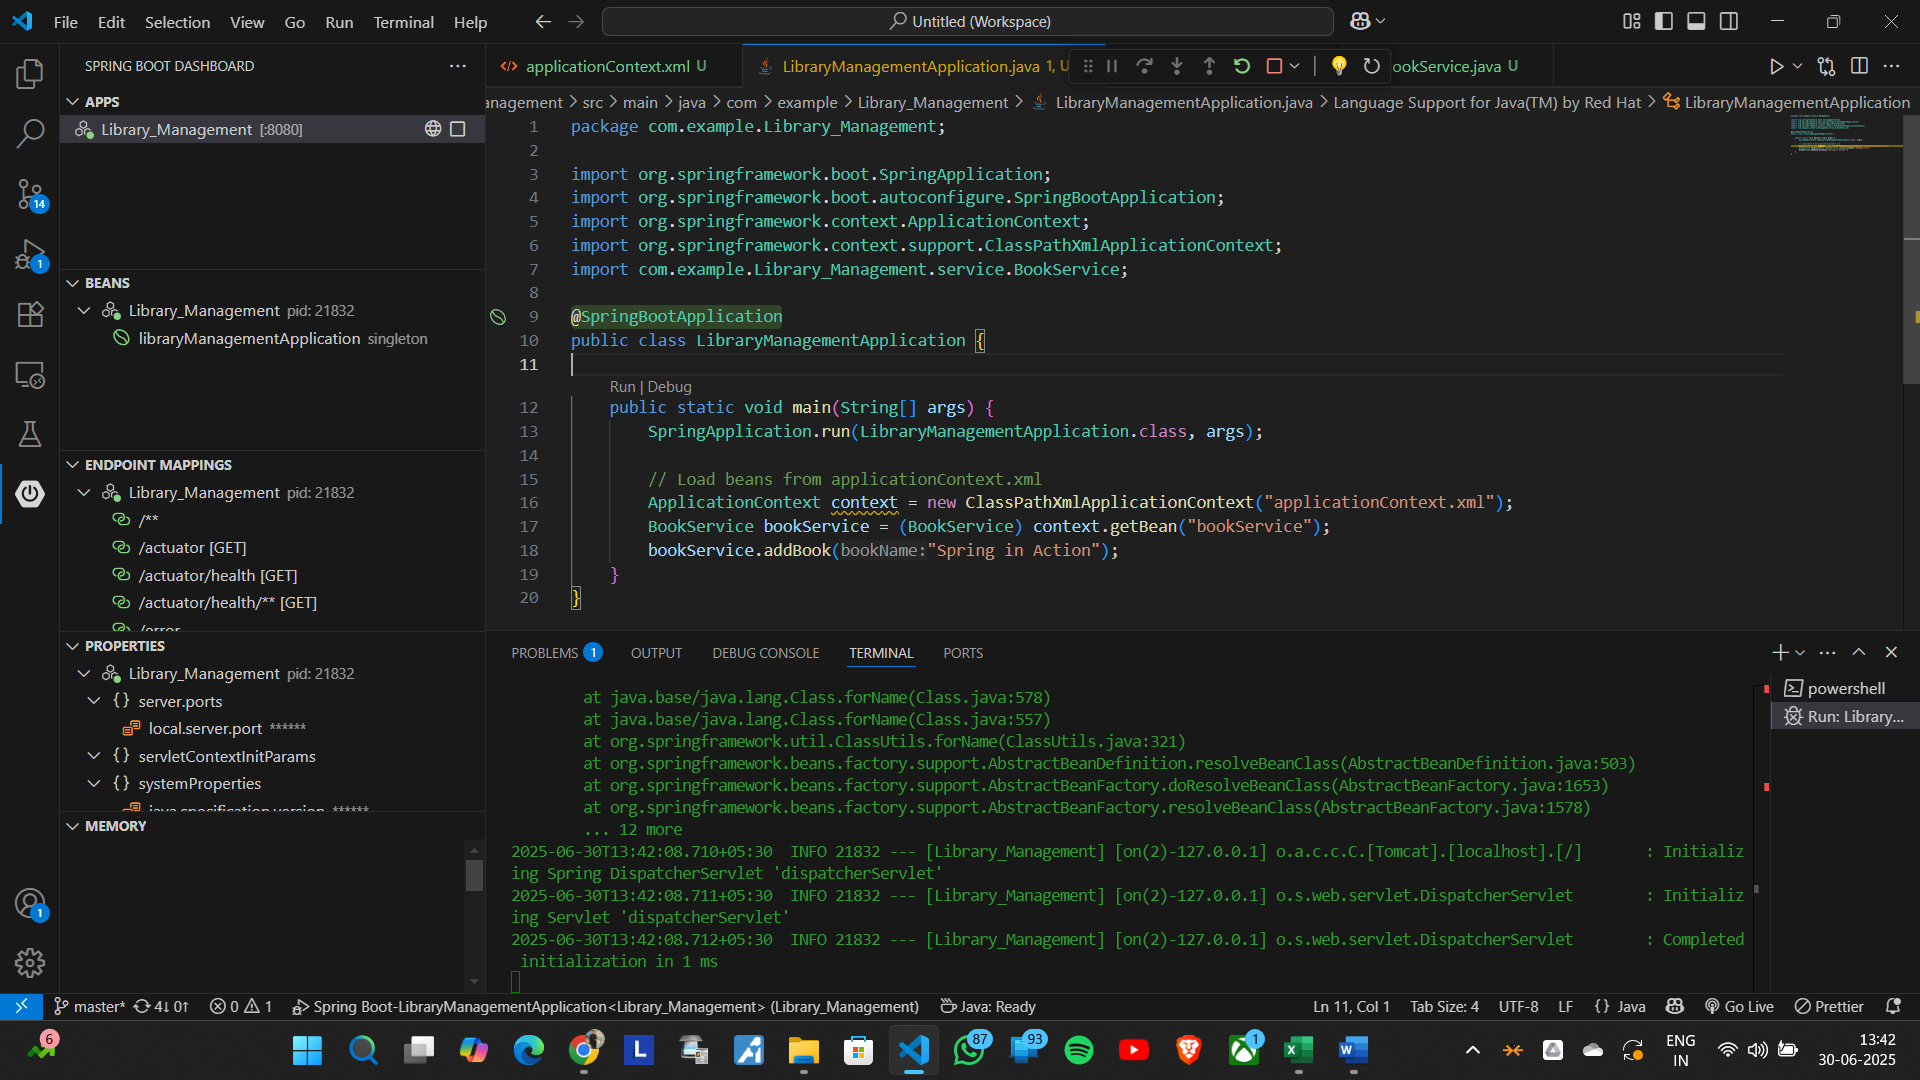 File Edit Selection View Go Run Terminal Help
Untitled (Workspace)
SPRING BOOT DASHBOARD
APPS
Library_Management [:8080]
BEANS
Library_Management pid: 21832
libraryManagementApplication singleton
ENDPOINT MAPPINGS
Library_Management pid: 21832
/**
/actuator [GET]
/actuator/health [GET]
/actuator/health/** [GET]
/error
PROPERTIES
Library_Management pid: 21832
{} server.ports
local.server.port ******
{} servletContextInitParams
{} systemProperties
java.specification.version ******
MEMORY
14
1
1
applicationContext.xml U
LibraryManagementApplication.java 1, U
ookService.java U
anagement > src > main > java > com > example > Library_Management > LibraryManagementApplication.java > Language Support for Java(TM) by Red Hat > LibraryManagementApplication
1 package com.example.Library_Management;
2
3 import org.springframework.boot.SpringApplication;
4 import org.springframework.boot.autoconfigure.SpringBootApplication;
5 import org.springframework.context.ApplicationContext;
6 import org.springframework.context.support.ClassPathXmlApplicationContext;
7 import com.example.Library_Management.service.BookService;
8
9 @SpringBootApplication
10 public class LibraryManagementApplication {
11
Run | Debug
12 public static void main(String[] args) {
13 SpringApplication.run(LibraryManagementApplication.class, args);
14
15 // Load beans from applicationContext.xml
16 ApplicationContext context = new ClassPathXmlApplicationContext("applicationContext.xml");
17 BookService bookService = (BookService) context.getBean("bookService");
18 bookService.addBook(bookName:"Spring in Action");
19 }
20 }
PROBLEMS 1 OUTPUT DEBUG CONSOLE TERMINAL PORTS
at java.base/java.lang.Class.forName(Class.java:578)
at java.base/java.lang.Class.forName(Class.java:557)
at org.springframework.util.ClassUtils.forName(ClassUtils.java:321)
at org.springframework.beans.factory.support.AbstractBeanDefinition.resolveBeanClass(AbstractBeanDefinition.java:503)
at org.springframework.beans.factory.support.AbstractBeanFactory.doResolveBeanClass(AbstractBeanFactory.java:1653)
at org.springframework.beans.factory.support.AbstractBeanFactory.resolveBeanClass(AbstractBeanFactory.java:1578)
... 12 more
2025-06-30T13:42:08.710+05:30 INFO 21832 --- [Library_Management] [on(2)-127.0.0.1] o.a.c.c.C.[Tomcat].[localhost].[/] : Initializ
ing Spring DispatcherServlet 'dispatcherServlet'
2025-06-30T13:42:08.711+05:30 INFO 21832 --- [Library_Management] [on(2)-127.0.0.1] o.s.web.servlet.DispatcherServlet : Initializ
ing Servlet 'dispatcherServlet'
2025-06-30T13:42:08.712+05:30 INFO 21832 --- [Library_Management] [on(2)-127.0.0.1] o.s.web.servlet.DispatcherServlet : Completed
initialization in 1 ms
powershell
Run: Library...
master* 4↓ 0↑ 0 1 Spring Boot-LibraryManagementApplication<Library_Management> (Library_Management) Java: Ready
Ln 11, Col 1 Tab Size: 4 UTF-8 LF {} Java Go Live Prettier
6
L
87
93
1
ENG
IN
13:42
30-06-2025